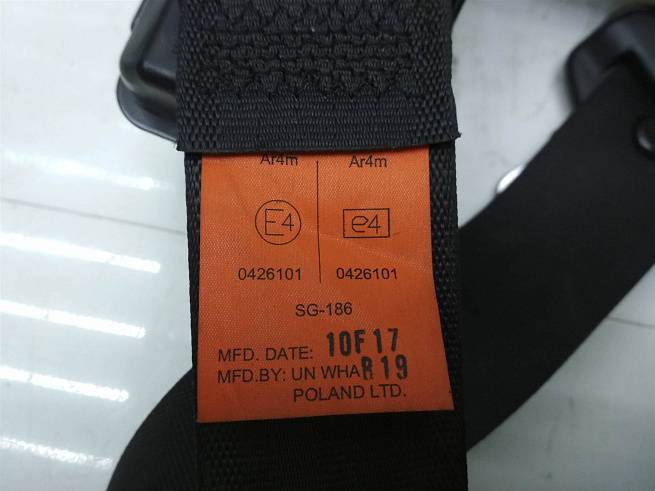 Ar4m Ar4m
E4 e4
0426101 0426101
SG-186
MFD. DATE: 10F17
MFD.BY: UN WHA R19
POLAND LTD.